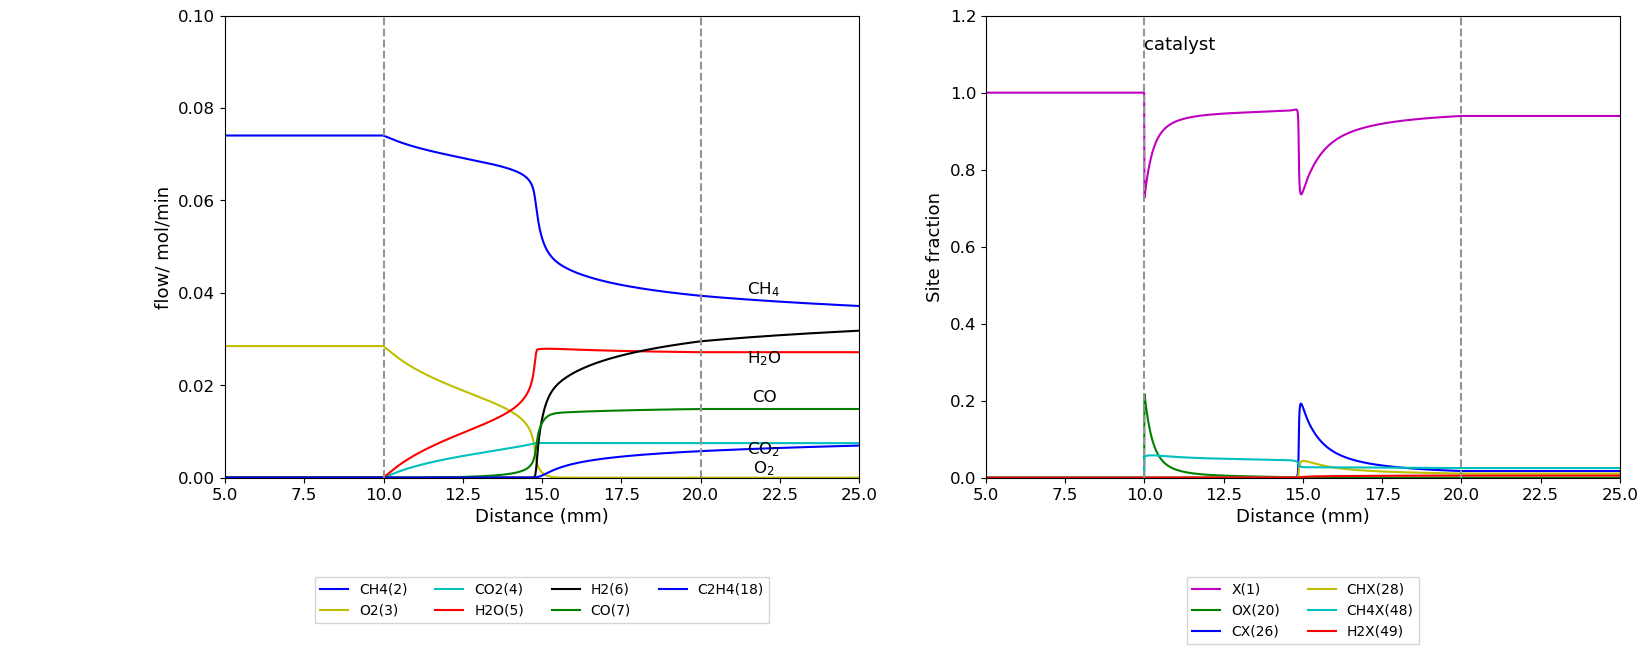 0.10
0.08
0.06
0.04
0.02
0.00
flow/ mol/min
CH₄
H₂O
CO
CO₂
O₂
5.0 7.5 10.0 12.5 15.0 17.5 20.0 22.5 25.0
Distance (mm)
CH4(2) CO2(4) H2(6) C2H4(18)
O2(3) H2O(5) CO(7)
1.2
1.0
0.8
0.6
0.4
0.2
0.0
Site fraction
catalyst
5.0 7.5 10.0 12.5 15.0 17.5 20.0 22.5 25.0
Distance (mm)
X(1) CHX(28)
OX(20) CH4X(48)
CX(26) H2X(49)